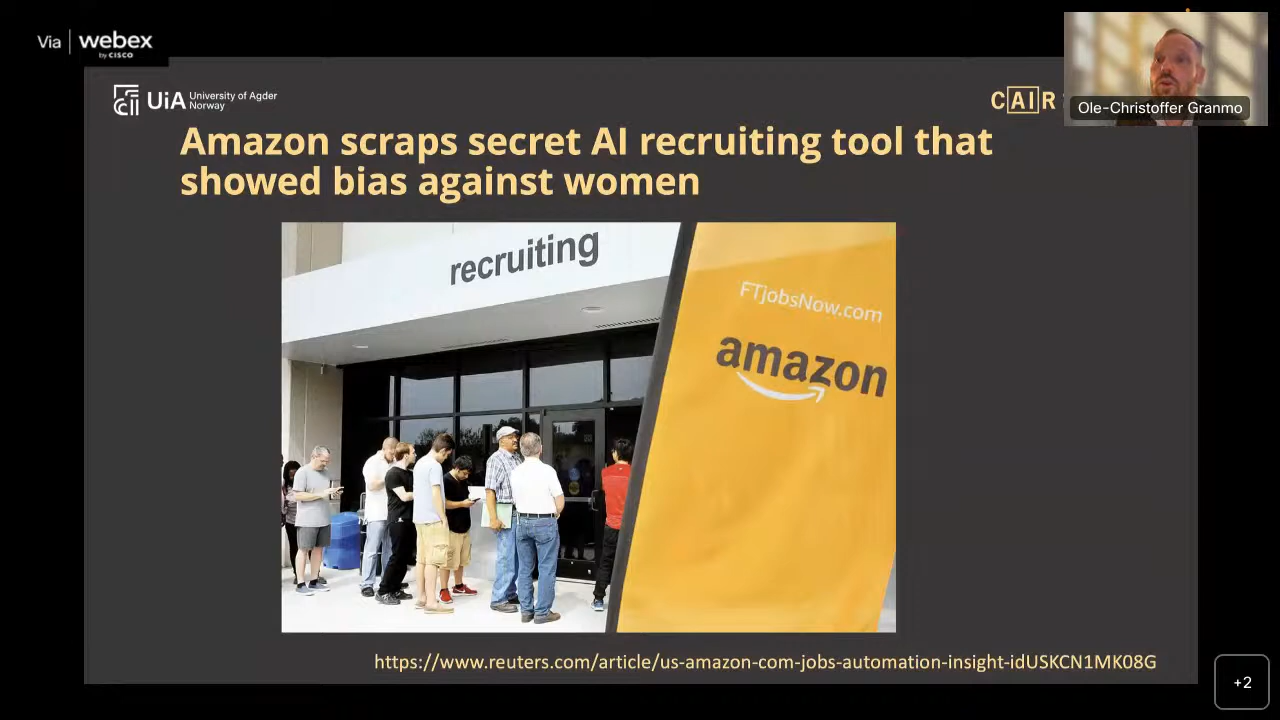 Via webex
by CISCO
UiA University of Agder
Norway
CAIR
Ole-Christoffer Granmo
Amazon scraps secret AI recruiting tool that
showed bias against women
recruiting
FTjobsNow.com
amazon
https://www.reuters.com/article/us-amazon-com-jobs-automation-insight-idUSKCN1MK08G
+2